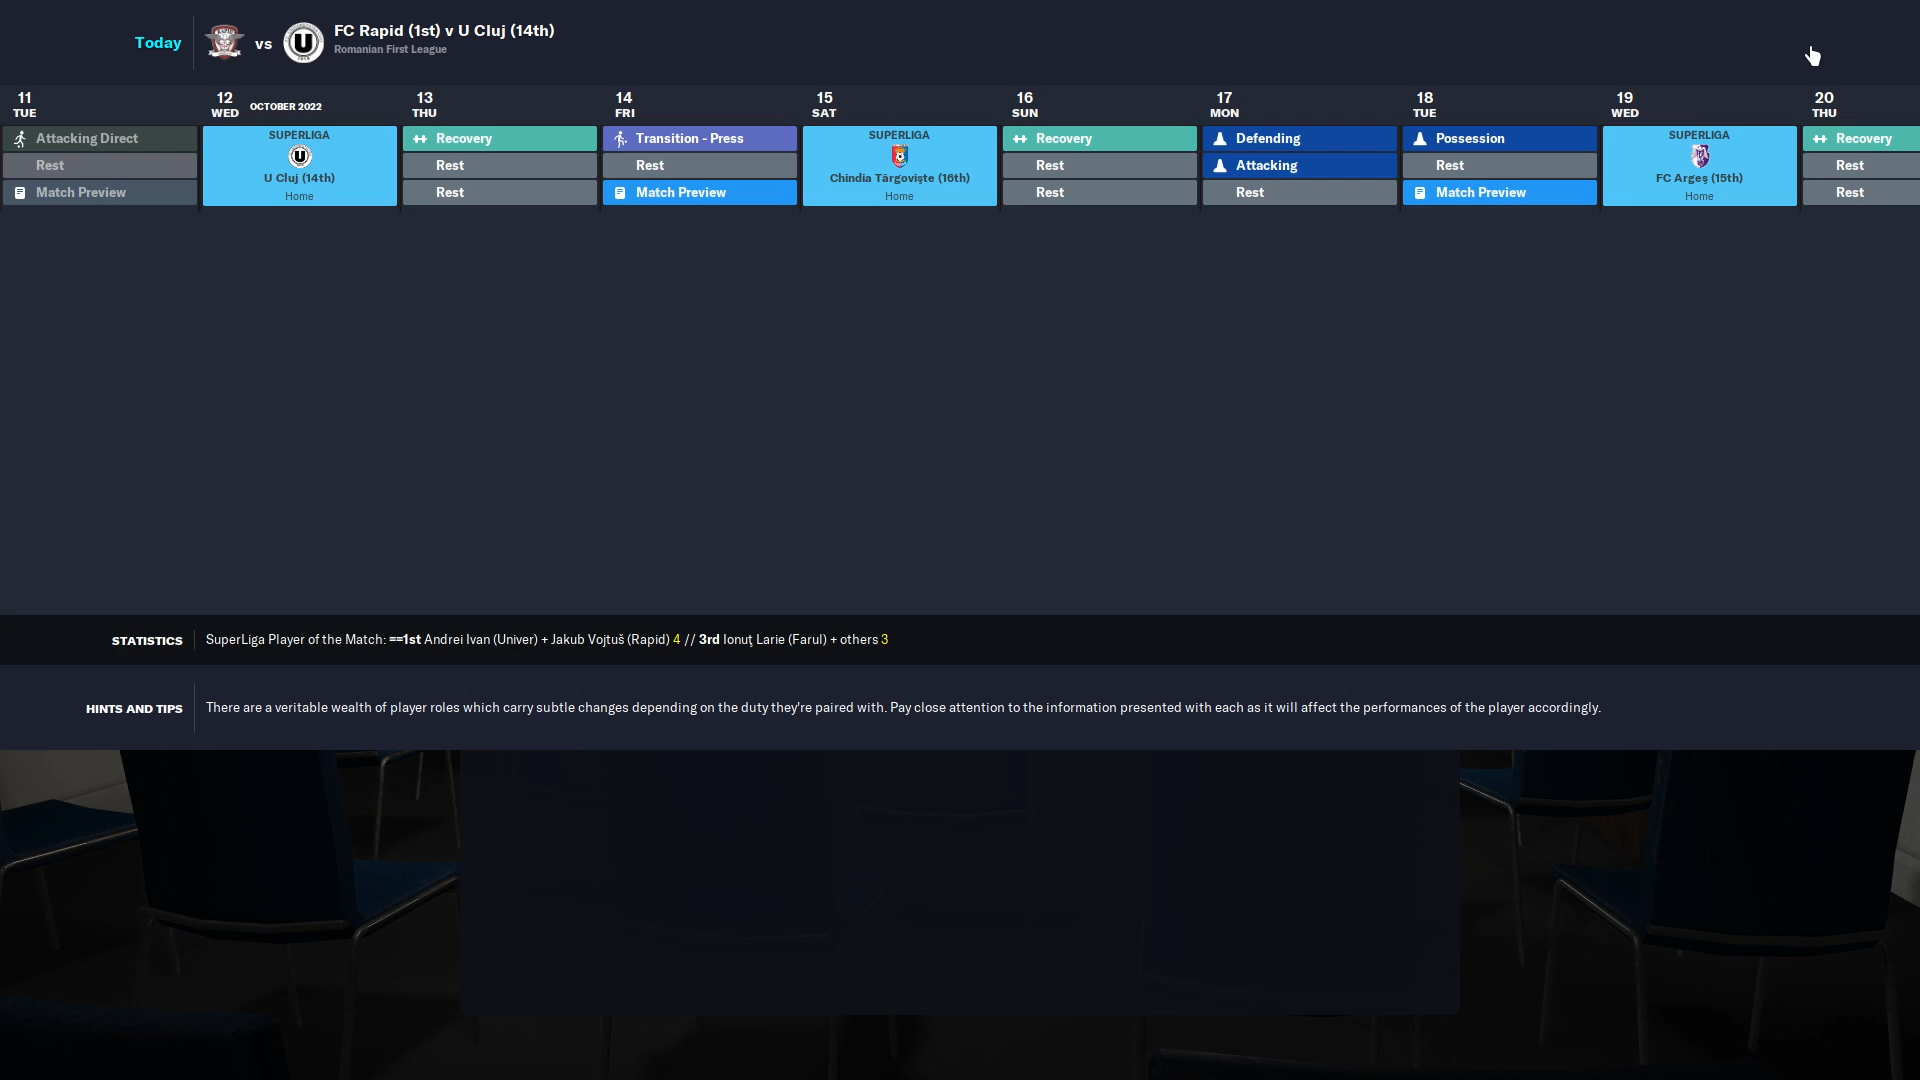 Today
vs
U
FC Rapid (1st) v U Cluj (14th)
Romanian First League
11
TUE
12
WED
OCTOBER 2022
13
THU
14
FRI
15
SAT
16
SUN
17
MON
18
TUE
19
WED
20
THU
Attacking Direct
Rest
Match Preview
SUPERLIGA
U
U Cluj (14th)
Home
Recovery
Rest
Rest
Transition - Press
Rest
Match Preview
SUPERLIGA
Chindia Târgovişte (16th)
Home
Recovery
Rest
Rest
Defending
Attacking
Rest
Possession
Rest
Match Preview
SUPERLIGA
FC Argeş (15th)
Home
Recovery
Rest
Rest
STATISTICS
SuperLiga Player of the Match: ==1st Andrei Ivan (Univer) + Jakub Vojtuš (Rapid) 4 // 3rd Ionuţ Larie (Farul) + others 3
HINTS AND TIPS
There are a veritable wealth of player roles which carry subtle changes depending on the duty they're paired with. Pay close attention to the information presented with each as it will affect the performances of the player accordingly.